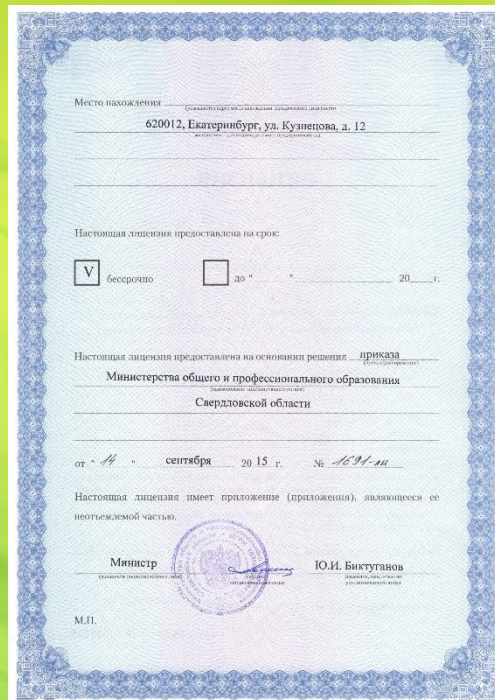 Место нахождения
620012, Екатеринбург, ул. Кузнецова, д. 12
Настоящая лицензия предоставлена на срок:
V бессрочно до " " 20 г.
Настоящая лицензия предоставлена на основании решения приказа
Министерства общего и профессионального образования
Свердловской области
от " 14 " сентября 20 15 г. № 1691-ли
Настоящая лицензия имеет приложение (приложения), являющееся ее
неотъемлемой частью.
Министр Ю.И. Биктуганов
М.П.